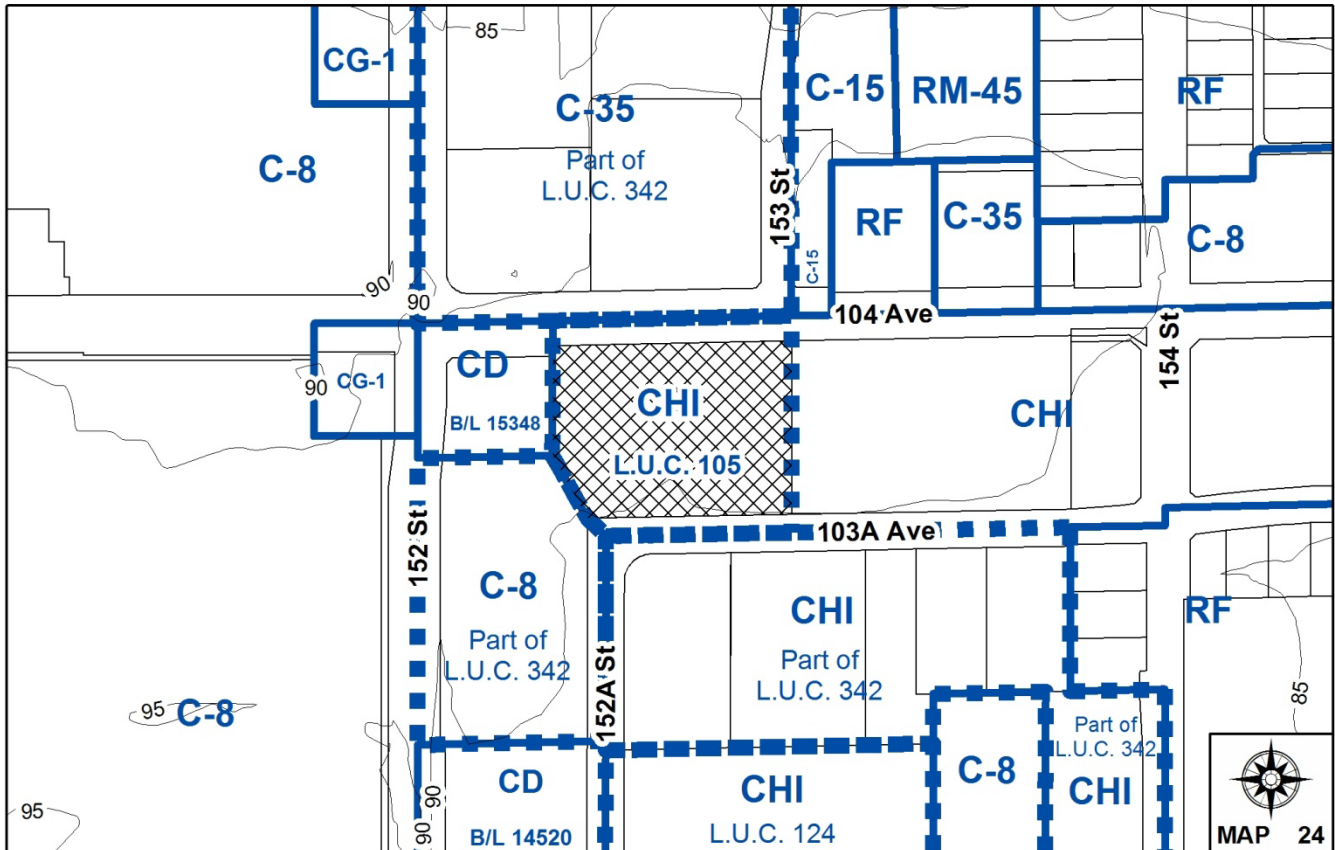 85
CG-1
C-35
Part of
L.U.C. 342
C-8
C-15
RM-45
RF
153 St
RF
C-35
C-15
C-8
90
90
104 Ave
154 St
CD
B/L 15348
CG-1
90
CHI
L.U.C. 105
CHI
152 St
103A Ave
C-8
Part of
L.U.C. 342
152A St
CHI
Part of
L.U.C. 342
RF
95
C-8
85
Part of
L.U.C. 342
CHI
C-8
CD
B/L 14520
90
90
CHI
L.U.C. 124
95
MAP 24